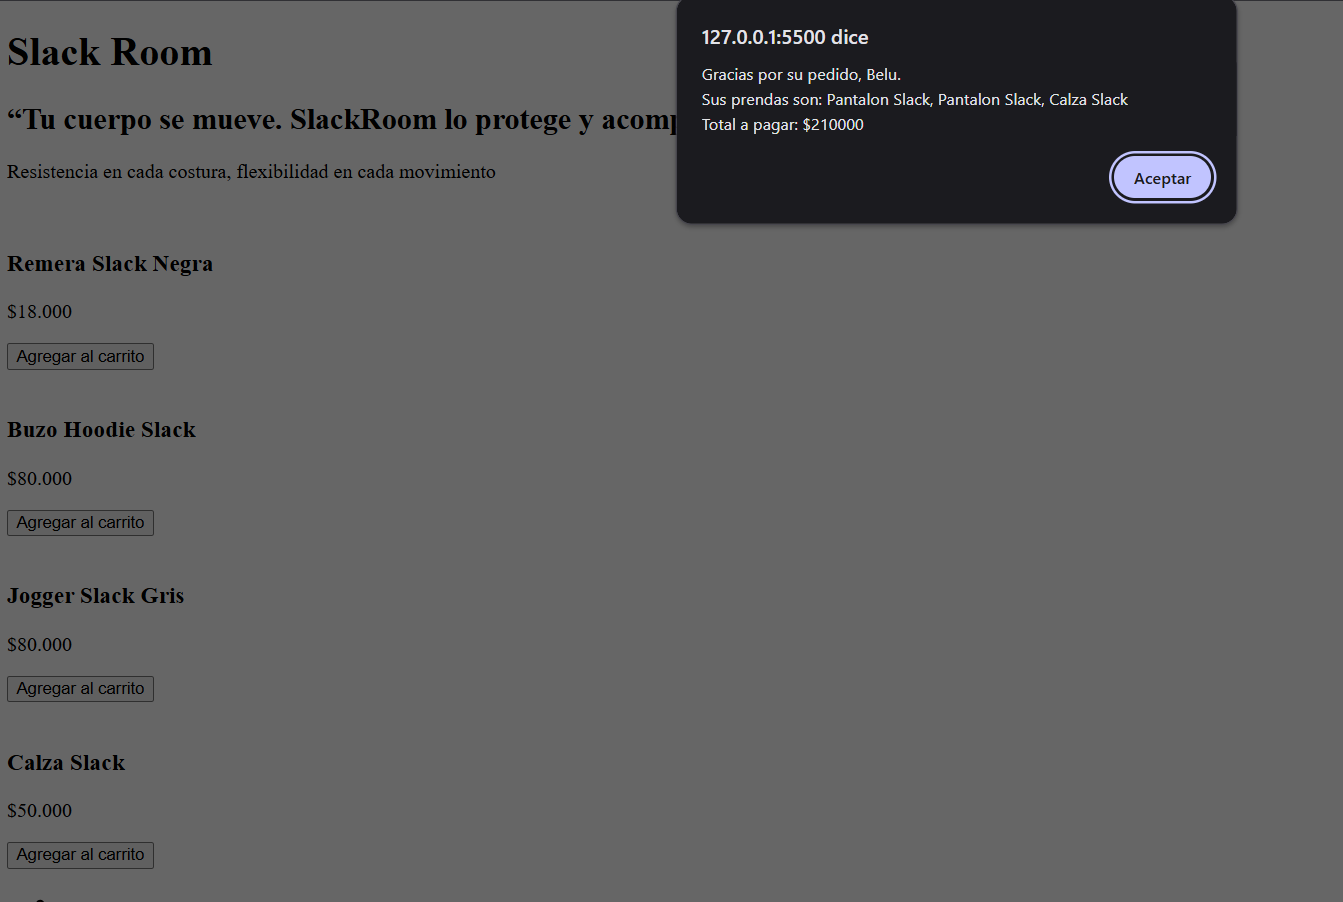 Slack Room
“Tu cuerpo se mueve. SlackRoom lo protege y
Resistencia en cada costura, flexibilidad en cada movimiento
127.0.0.1:5500 dice
Gracias por su pedido, Belu.
Sus prendas son: Pantalon Slack, Pantalon Slack, Calza Slack
Total a pagar: $210000
Aceptar
Remera Slack Negra
$18.000
Agregar al carrito
Buzo Hoodie Slack
$80.000
Agregar al carrito
Jogger Slack Gris
$80.000
Agregar al carrito
Calza Slack
$50.000
Agregar al carrito